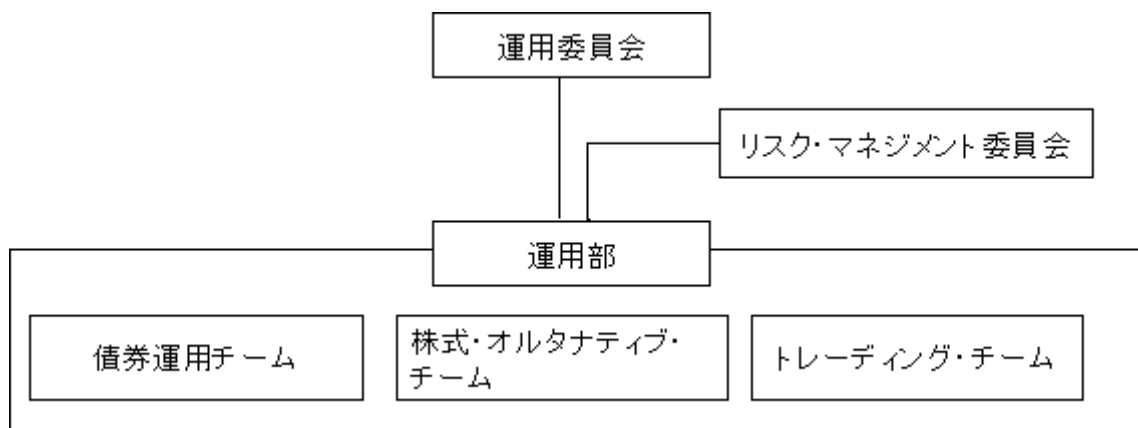 運用委員会
リスク・マネジメント委員会
運用部
債券運用チーム
株式・オルタナティブ・
チーム
トレーディング・チーム